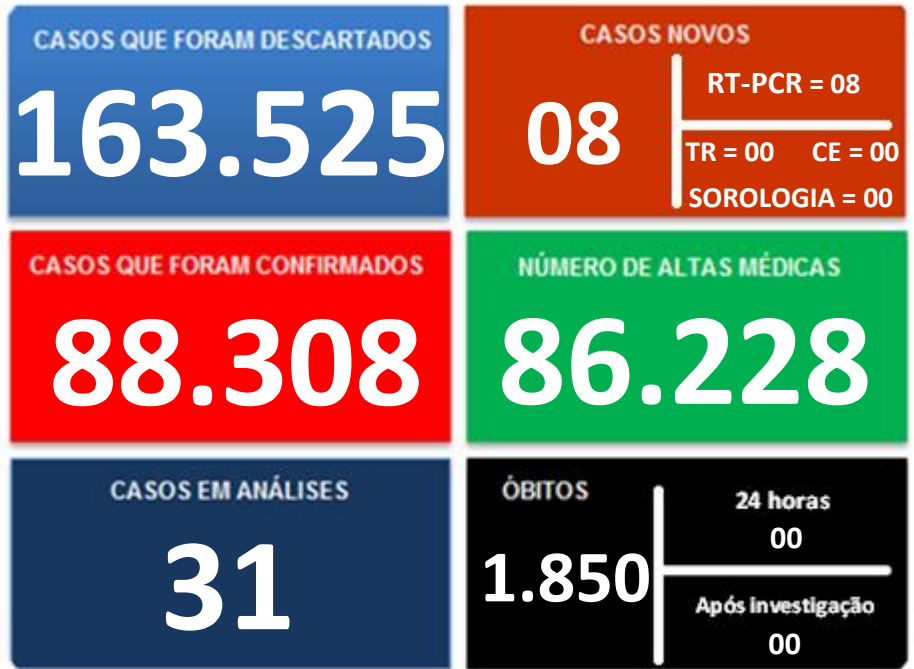 CASOS QUE FORAM DESCARTADOS
163.525
CASOS NOVOS
08
RT-PCR = 08
TR = 00 CE = 00
SOROLOGIA = 00
CASOS QUE FORAM CONFIRMADOS
88.308
NÚMERO DE ALTAS MÉDICAS
86.228
CASOS EM ANÁLISES
31
ÓBITOS
1.850
24 horas
00
Após investigação
00